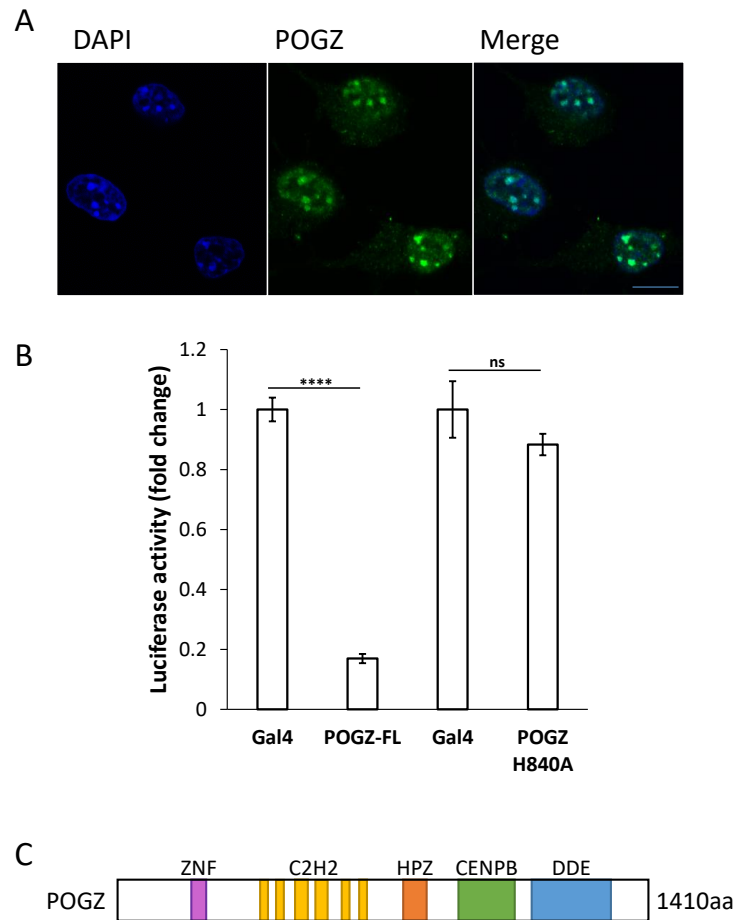 A
DAPI POGZ Merge
B
Luciferase activity (fold change)
1.2
1
0.8
0.6
0.4
0.2
0
****
ns
Gal4 POGZ-FL Gal4 POGZ
H840A
C
ZNF C2H2 HPZ CENPB DDE
POGZ 1410aa